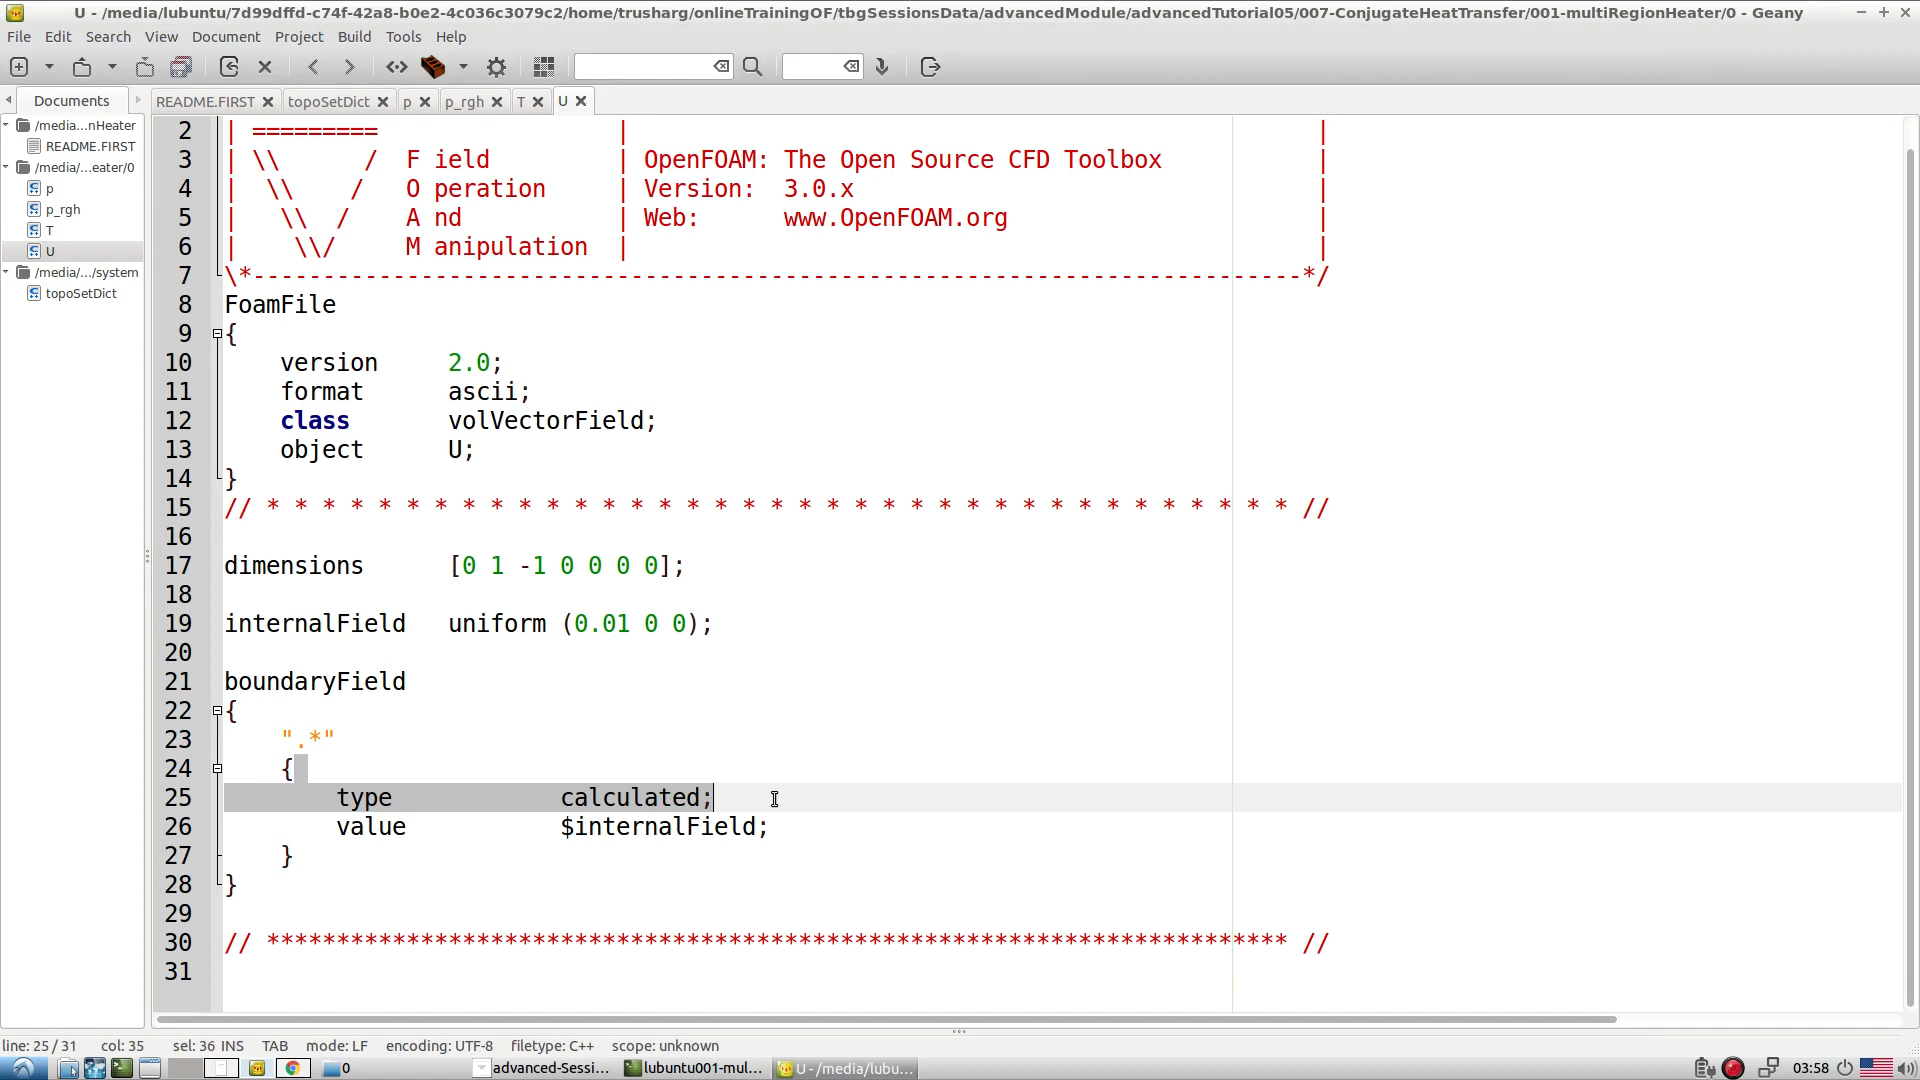 U - /media/lubuntu/7d99dffd-c74f-42a8-b0e2-4c036c3079c2/home/trusharg/onlineTrainingOF/tbgSessionsData/advancedModule/advancedTutorial05/007-ConjugateHeatTransfer/001-multiRegionHeater/0 - Geany
File Edit Search View Document Project Build Tools Help
Documents README.FIRST topoSetDict p p_rgh T U
/media...nHeater
README.FIRST
/media/...eater/0
p
p_rgh
T
U
/media/.../system
topoSetDict
2 | ========= | |
3 | \\ / F ield | OpenFOAM: The Open Source CFD Toolbox |
4 | \\ / O peration | Version: 3.0.x |
5 | \\ / A nd | Web: www.OpenFOAM.org |
6 | \\/ M anipulation | |
7 \*---------------------------------------------------------------------------*/
8 FoamFile
9 {
10 version 2.0;
11 format ascii;
12 class volVectorField;
13 object U;
14 }
15 // * * * * * * * * * * * * * * * * * * * * * * * * * * * * * * * * * * * * * //
16
17 dimensions [0 1 -1 0 0 0 0];
18
19 internalField uniform (0.01 0 0);
20
21 boundaryField
22 {
23 ".*"
24 {
25 type calculated;
26 value $internalField;
27 }
28 }
29
30 // ************************************************************************* //
31
line: 25 / 31 col: 35 sel: 36 INS TAB mode: LF encoding: UTF-8 filetype: C++ scope: unknown
0 advanced-Sessi... lubuntu001-mul... U - /media/lubu... 03:58